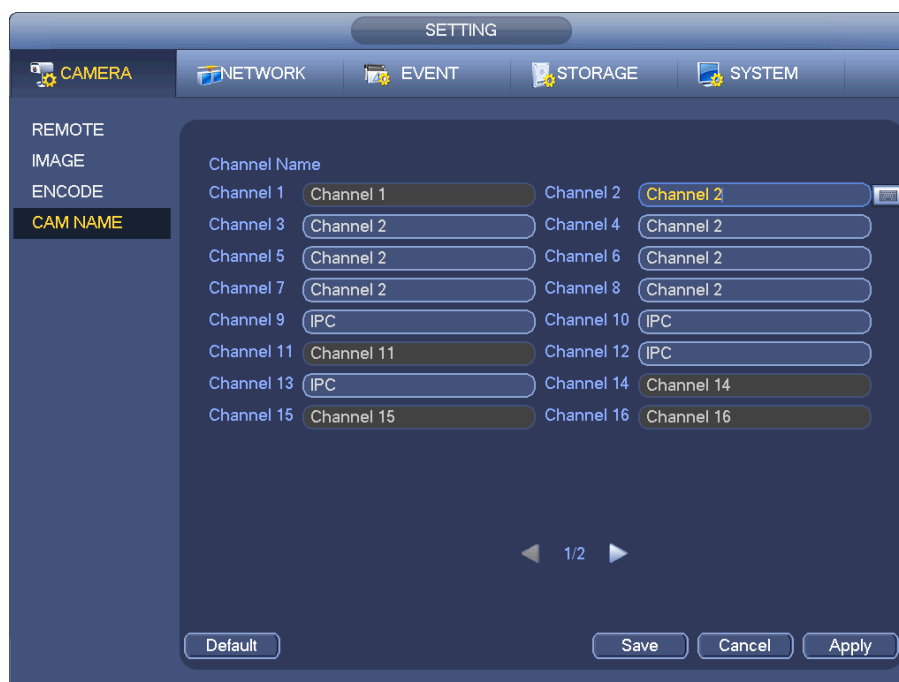 SETTING
CAMERA NETWORK EVENT STORAGE SYSTEM
REMOTE
IMAGE
ENCODE
CAM NAME
Channel Name
Channel 1 Channel 1 Channel 2 Channel 2
Channel 3 Channel 2 Channel 4 Channel 2
Channel 5 Channel 2 Channel 6 Channel 2
Channel 7 Channel 2 Channel 8 Channel 2
Channel 9 IPC Channel 10 IPC
Channel 11 Channel 11 Channel 12 IPC
Channel 13 IPC Channel 14 Channel 14
Channel 15 Channel 15 Channel 16 Channel 16
1/2
Default Save Cancel Apply